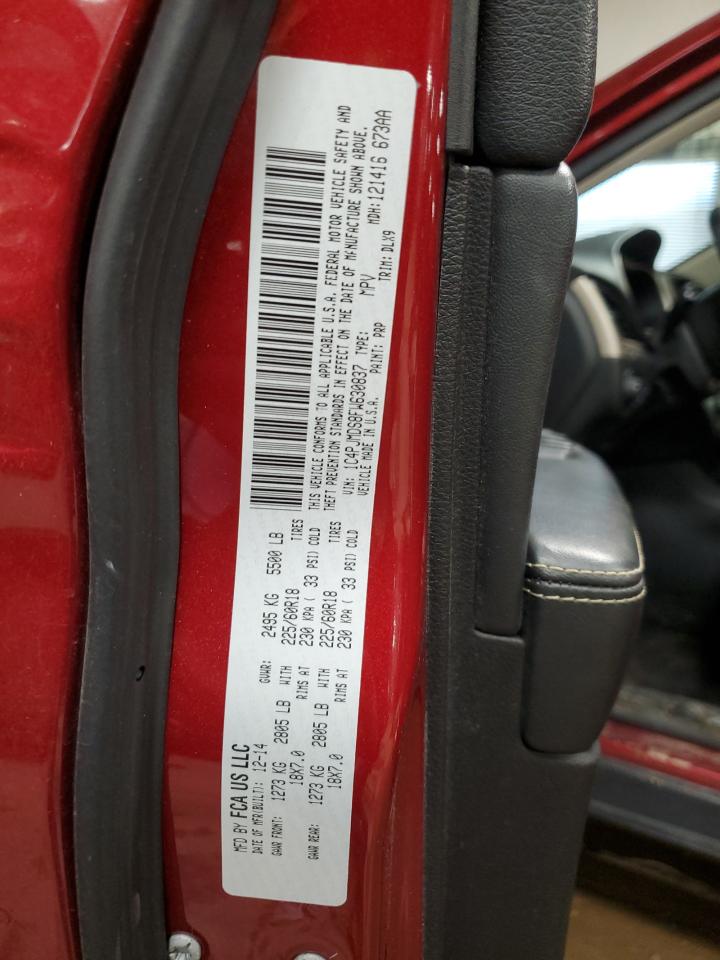 MFD BY FCA US LLC
DATE OF MFR(BUILT): 12-14 GVWR: 2495 KG 5500 LB
GAWR FRONT: 1273 KG 2805 LB WITH 225/60R18 TIRES
18X7.0 RIMS AT 230 KPA ( 33 PSI) COLD
GAWR REAR: 1273 KG 2805 LB WITH 225/60R18 TIRES
18X7.0 RIMS AT 230 KPA ( 33 PSI) COLD
THIS VEHICLE CONFORMS TO ALL APPLICABLE U.S.A. FEDERAL MOTOR VEHICLE SAFETY AND
THEFT PREVENTION STANDARDS IN EFFECT ON THE DATE OF MANUFACTURE SHOWN ABOVE.
VIN: 1C4PJMDS8FW630837 TYPE: MPV MDH:121416 673AA
VEHICLE MADE IN U.S.A. PAINT: PRP TRIM: DLX9